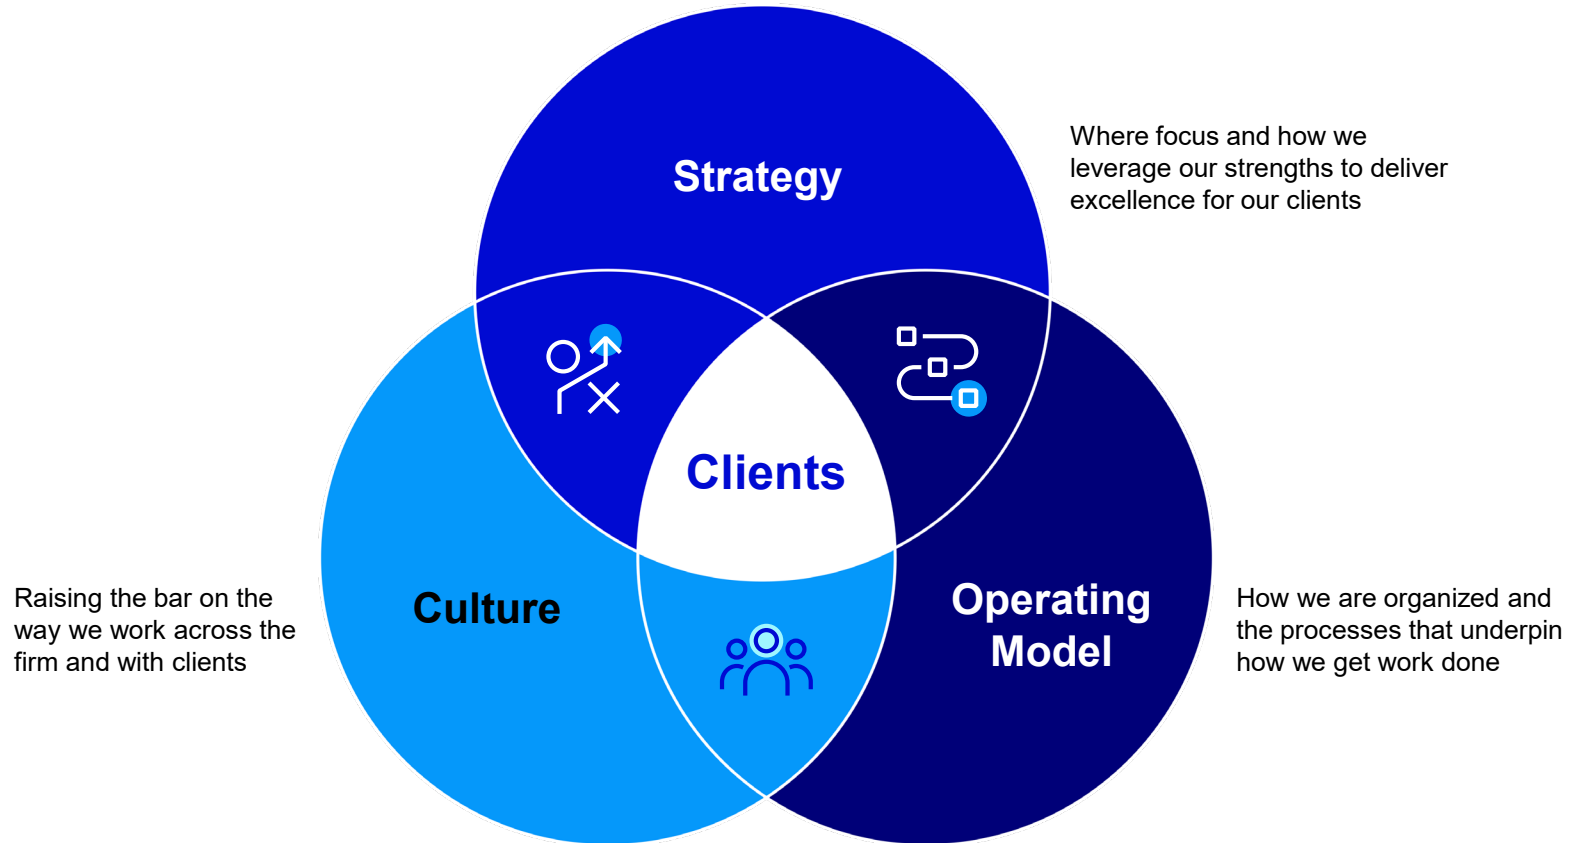 Strategy
Where focus and how we
leverage our strengths to deliver
excellence for our clients
Clients
Raising the bar on the
way we work across the
firm and with clients
Culture
Operating
Model
How we are organized and
the processes that underpin
how we get work done